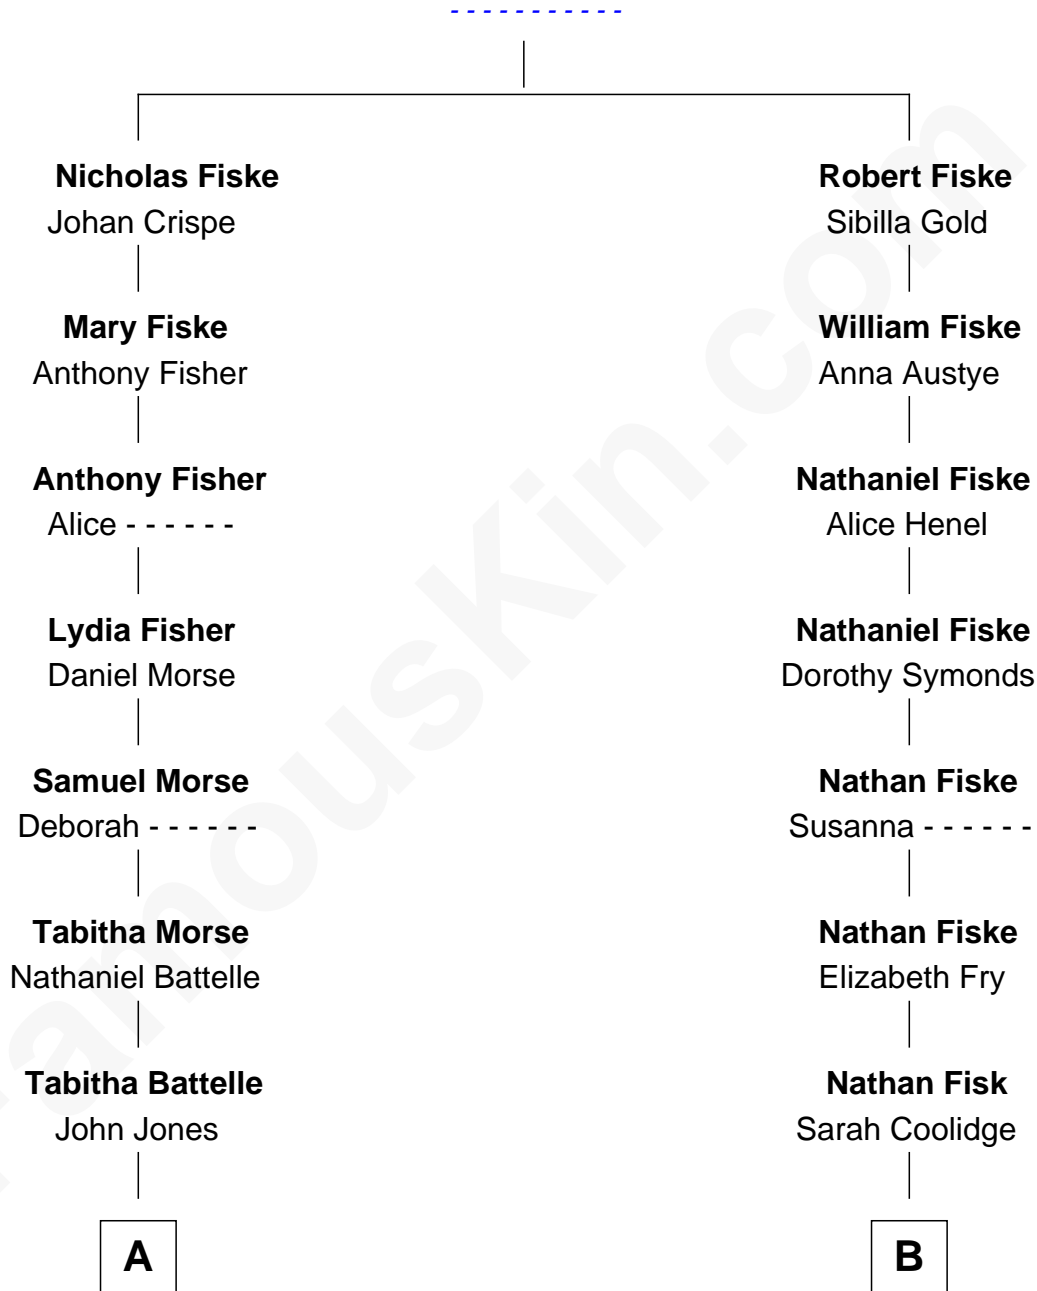 - - - - - - - - - - -
Nicholas Fiske
Johan Crispe
Mary Fiske
Anthony Fisher
Anthony Fisher
Alice - - - - - -
Lydia Fisher
Daniel Morse
Samuel Morse
Deborah - - - - - -
Tabitha Morse
Nathaniel Battelle
Tabitha Battelle
John Jones
A
Robert Fiske
Sibilla Gold
William Fiske
Anna Austye
Nathaniel Fiske
Alice Henel
Nathaniel Fiske
Dorothy Symonds
Nathan Fiske
Susanna - - - - - -
Nathan Fiske
Elizabeth Fry
Nathan Fisk
Sarah Coolidge
B
FamousKin.com